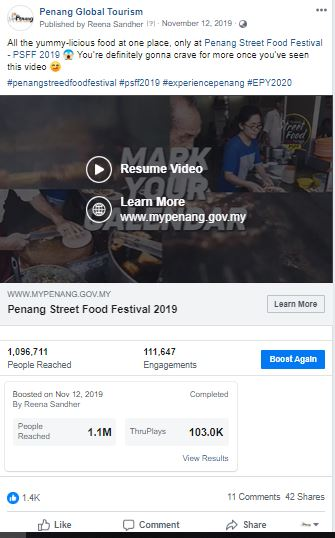 Penang Global Tourism
Published by Reena Sandher [?] · November 12, 2019 ·
All the yummy-licious food at one place, only at Penang Street Food Festival
- PSFF 2019 😱 You're definitely gonna crave for more once you've seen
this video 😋
#penangstreedfoodfestival #psff2019 #experiencepenang #EPY2020
MARK
YOUR
CALENDAR
Street
Food
Resume Video
Learn More
www.mypenang.gov.my
WWW.MYPENANG.GOV.MY
Penang Street Food Festival 2019
Learn More
1,096,711
People Reached
111,647
Engagements
Boost Again
Boosted on Nov 12, 2019
By Reena Sandher
Completed
People
Reached
1.1M
ThruPlays
103.0K
View Results
1.4K
11 Comments 42 Shares
Like
Comment
Share